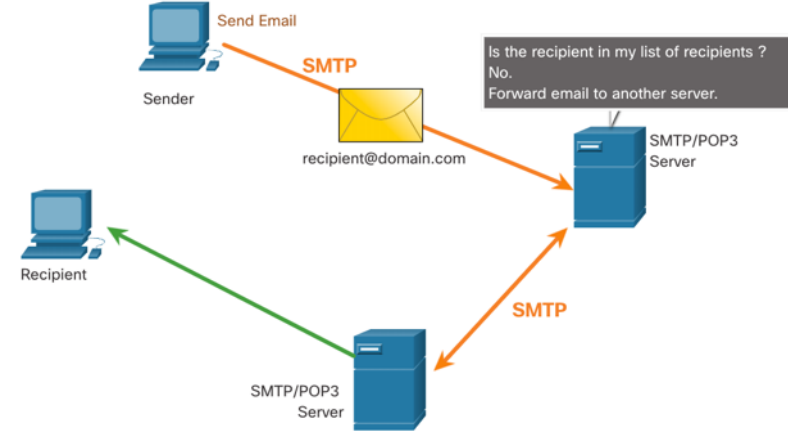 Send Email
SMTP
Sender
Is the recipient in my list of recipients ?
No.
Forward email to another server.
recipient@domain.com
SMTP/POP3
Server
Recipient
SMTP
SMTP/POP3
Server